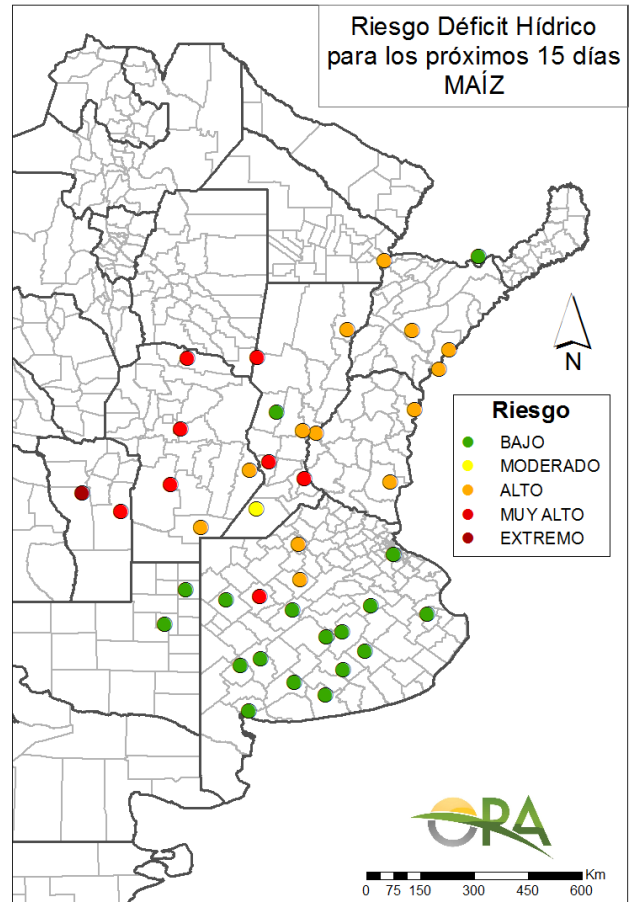 Riesgo Déficit Hídrico
para los próximos 15 días
MAÍZ
N
Riesgo
BAJO
MODERADO
ALTO
MUY ALTO
EXTREMO
OPA
Km
0 75 150 300 450 600